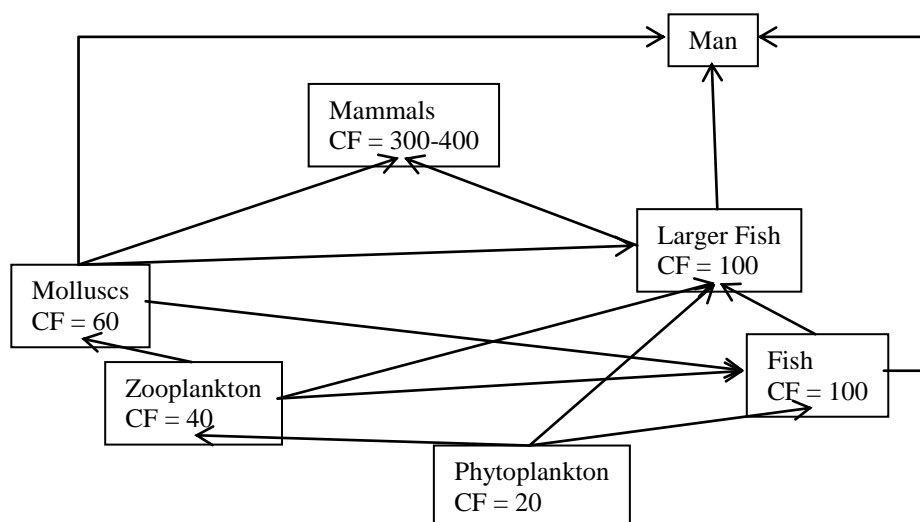 Man
Mammals
CF = 300-400
Larger Fish
CF = 100
Molluscs
CF = 60
Fish
CF = 100
Zooplankton
CF = 40
Phytoplankton
CF = 20